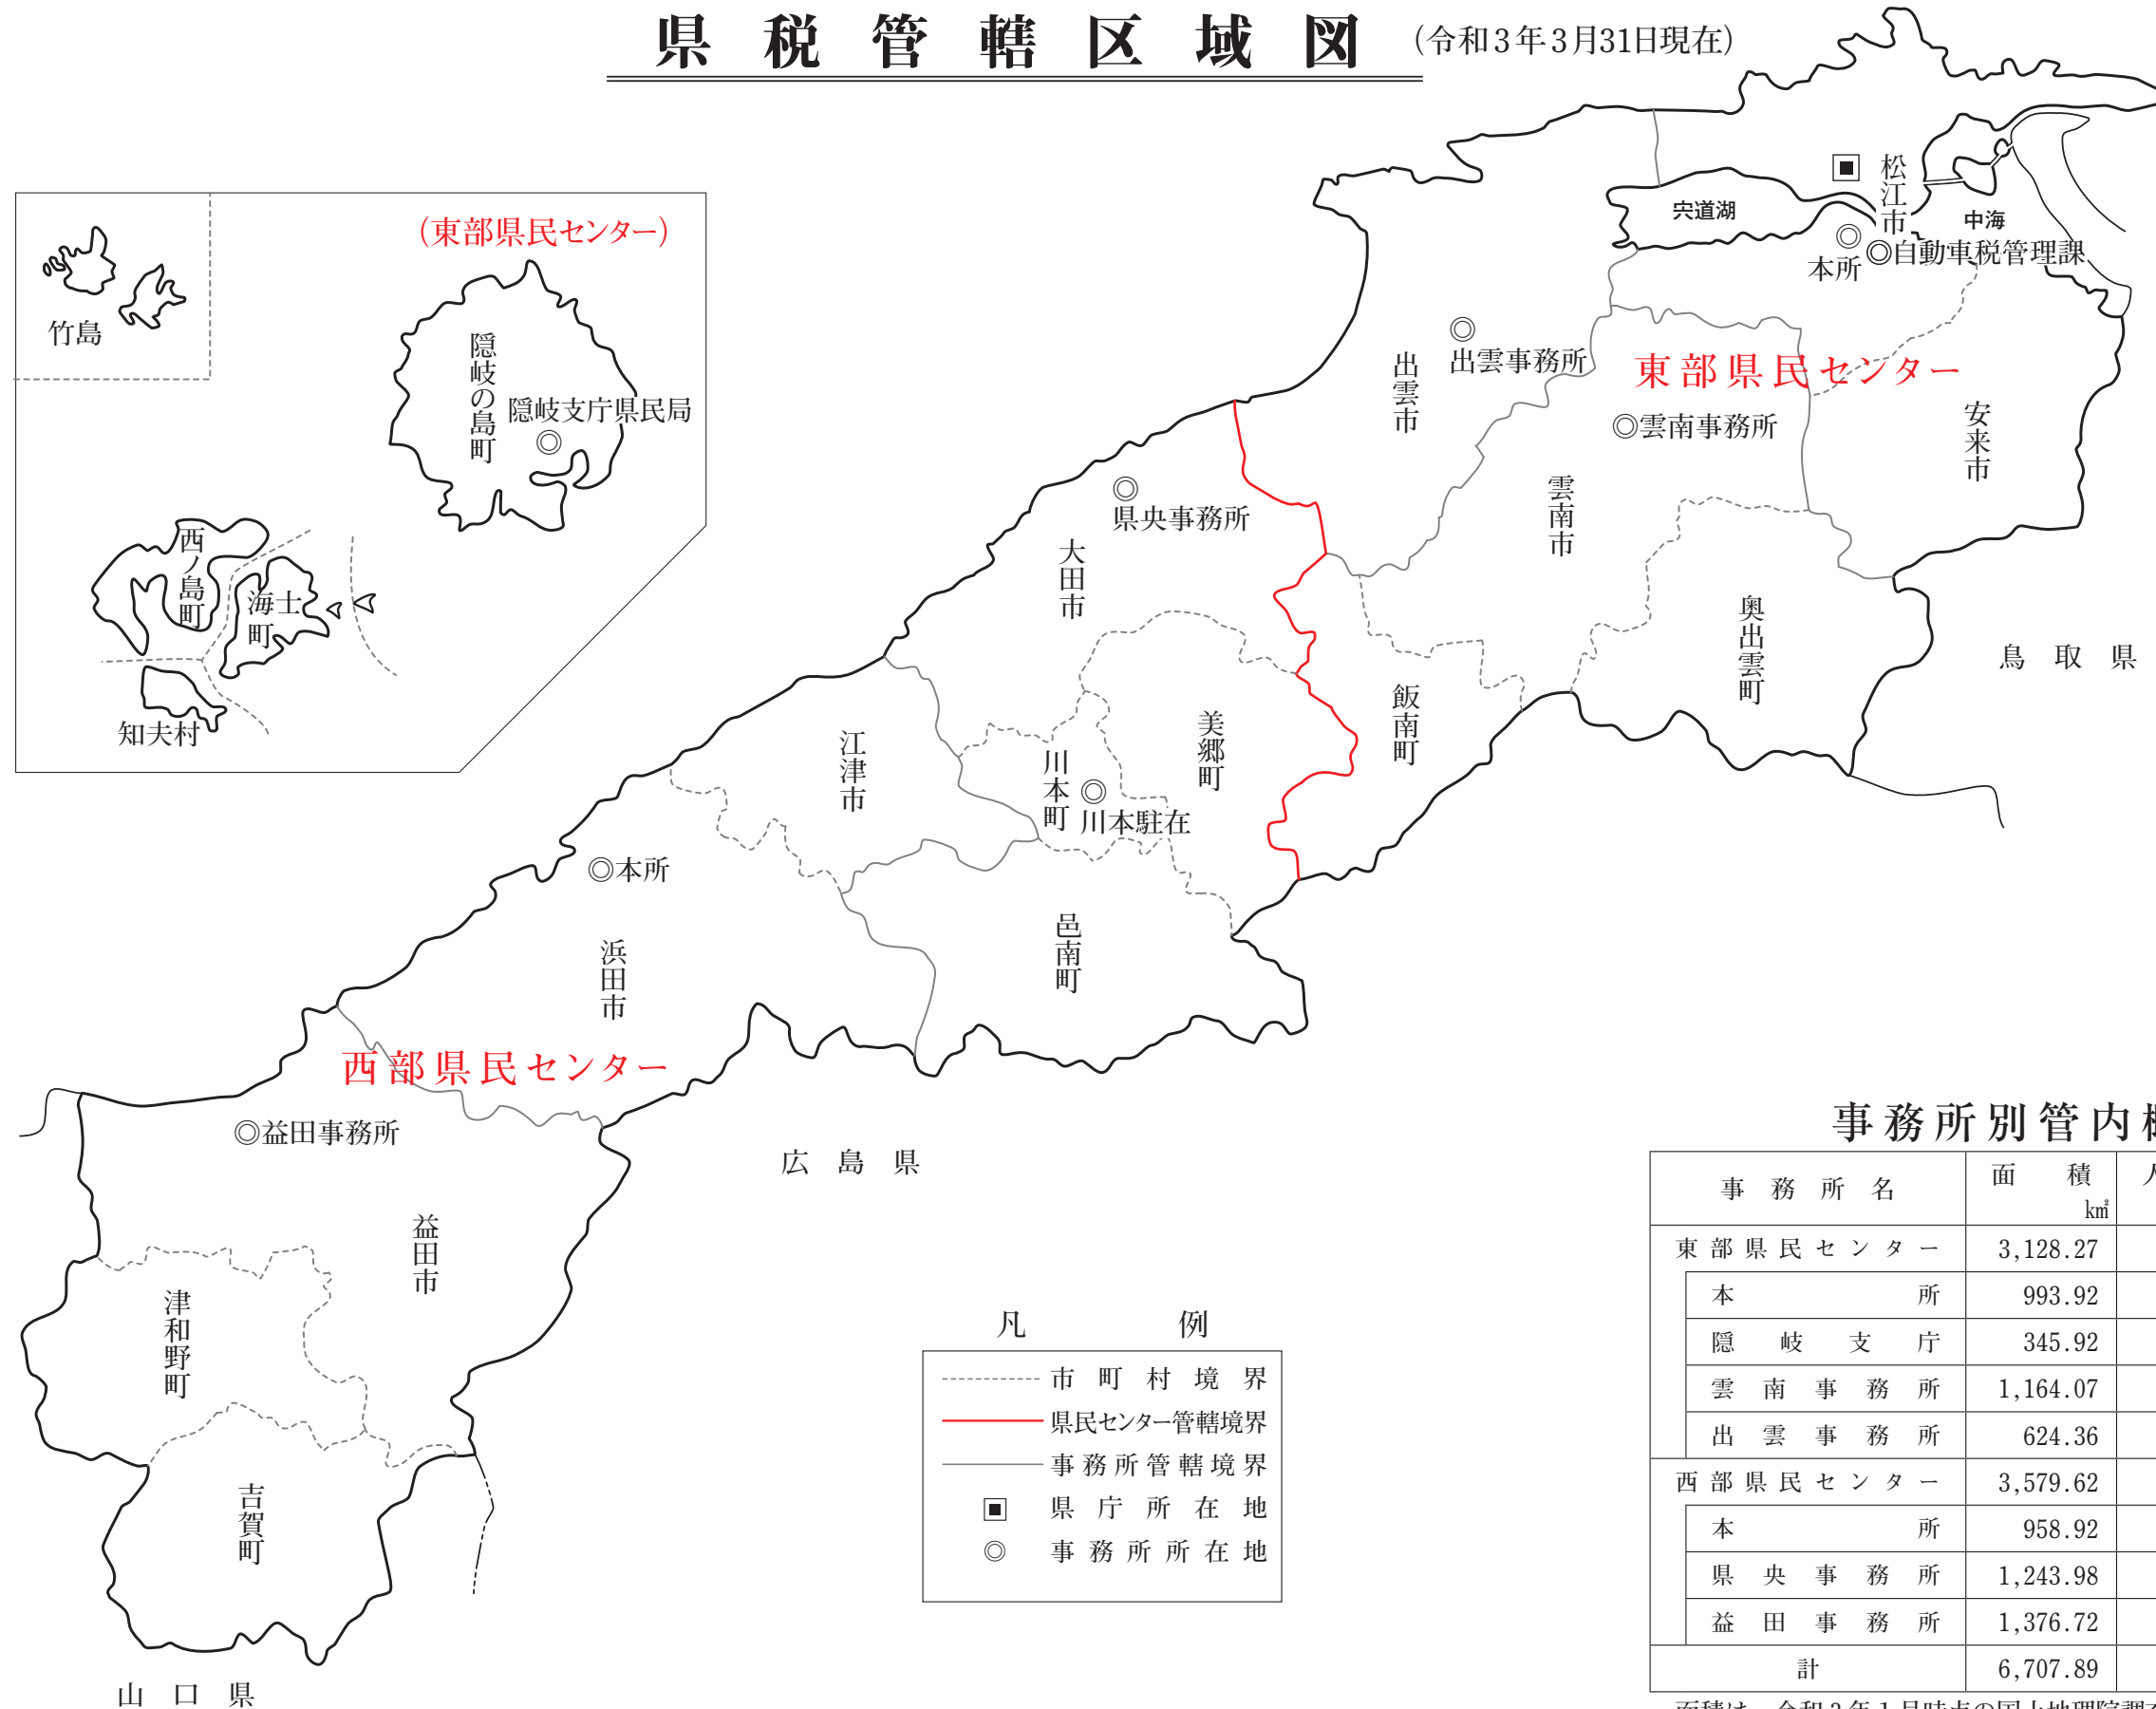 県税管轄区域図 (令和3年3月31日現在)
(東部県民センター)
竹島
隠岐の島町
隠岐支庁県民局
◎
西ノ島町
海士町
知夫村
松江市
宍道湖
中海
◎
本所
◎自動車税管理課
◎
出雲事務所
出雲市
東部県民センター
◎雲南事務所
安来市
雲南市
奥出雲町
鳥取県
◎
県央事務所
大田市
飯南町
美郷町
川本町
◎
川本駐在
江津市
◎本所
邑南町
浜田市
西部県民センター
◎益田事務所
広島県
益田市
津和野町
吉賀町
山口県
凡例
市町村境界
県民センター管轄境界
事務所管轄境界
県庁所在地
◎ 事務所所在地
事務所別管内
事務所名 面積 km²
東部県民センター 3,128.27
本所 993.92
隠岐支庁 345.92
雲南事務所 1,164.07
出雲事務所 624.36
西部県民センター 3,579.62
本所 958.92
県央事務所 1,243.98
益田事務所 1,376.72
計 6,707.89